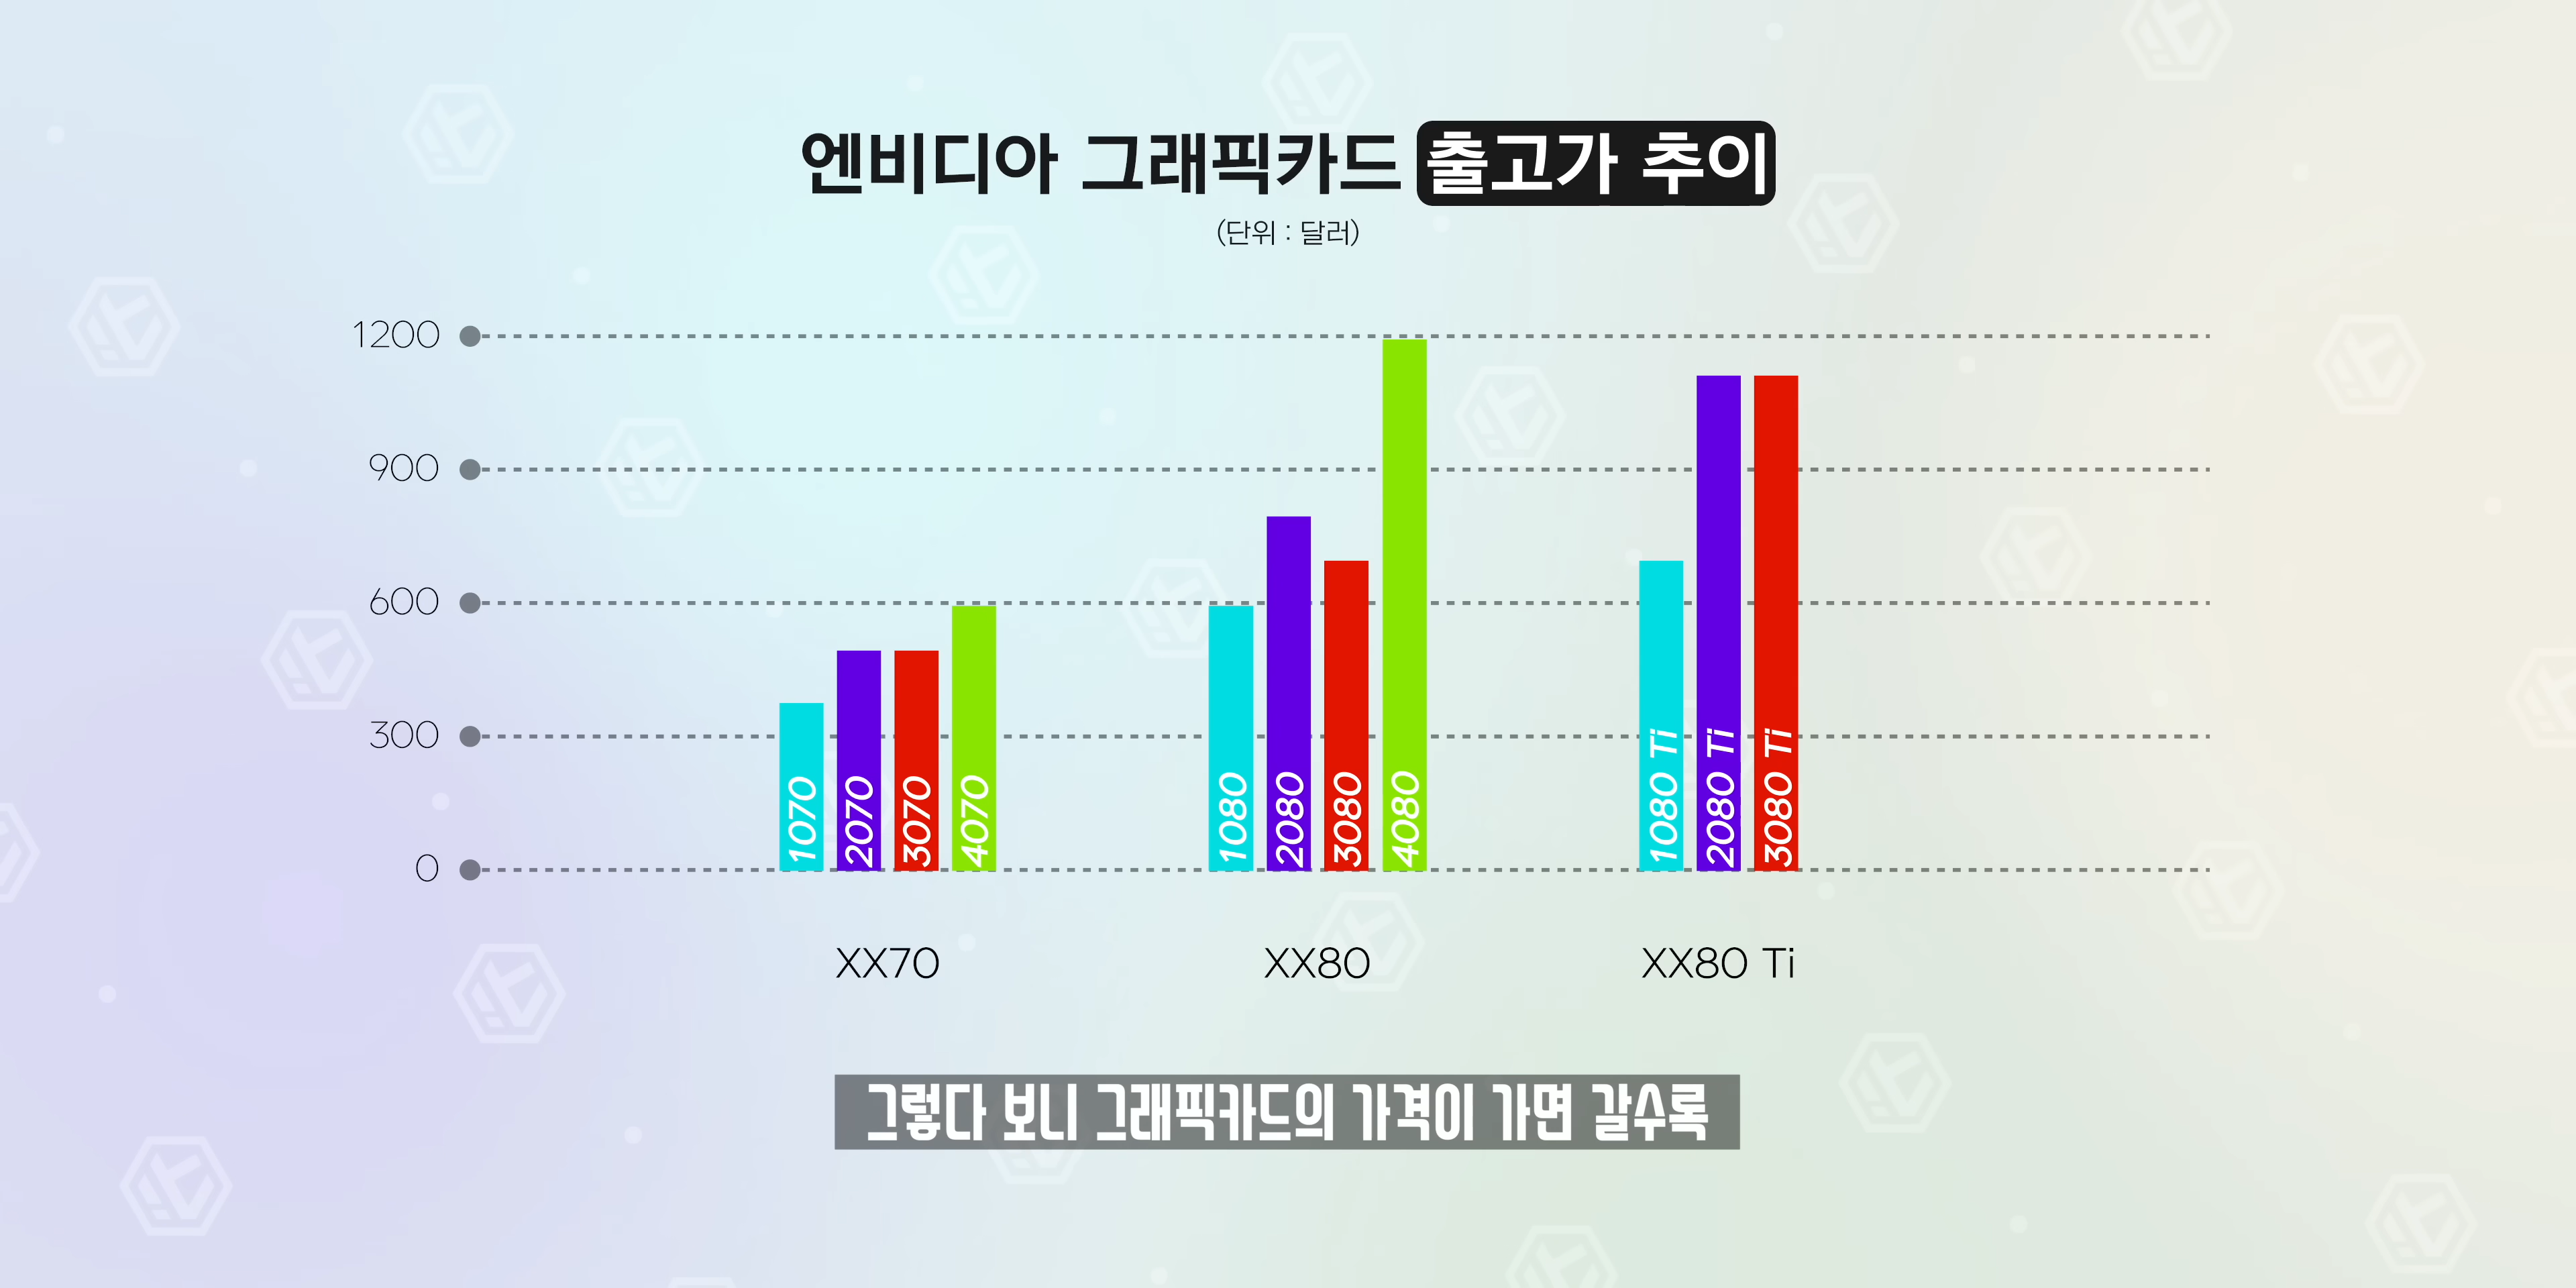 엔비디아 그래픽카드 출고가 추이
(단위 : 달러)
1200
900
600
300
0
1070
2070
3070
4070
1080
2080
3080
4080
1080 Ti
2080 Ti
3080 Ti
XX70
XX80
XX80 Ti
그렇다 보니 그래픽카드의 가격이 가면 갈수록